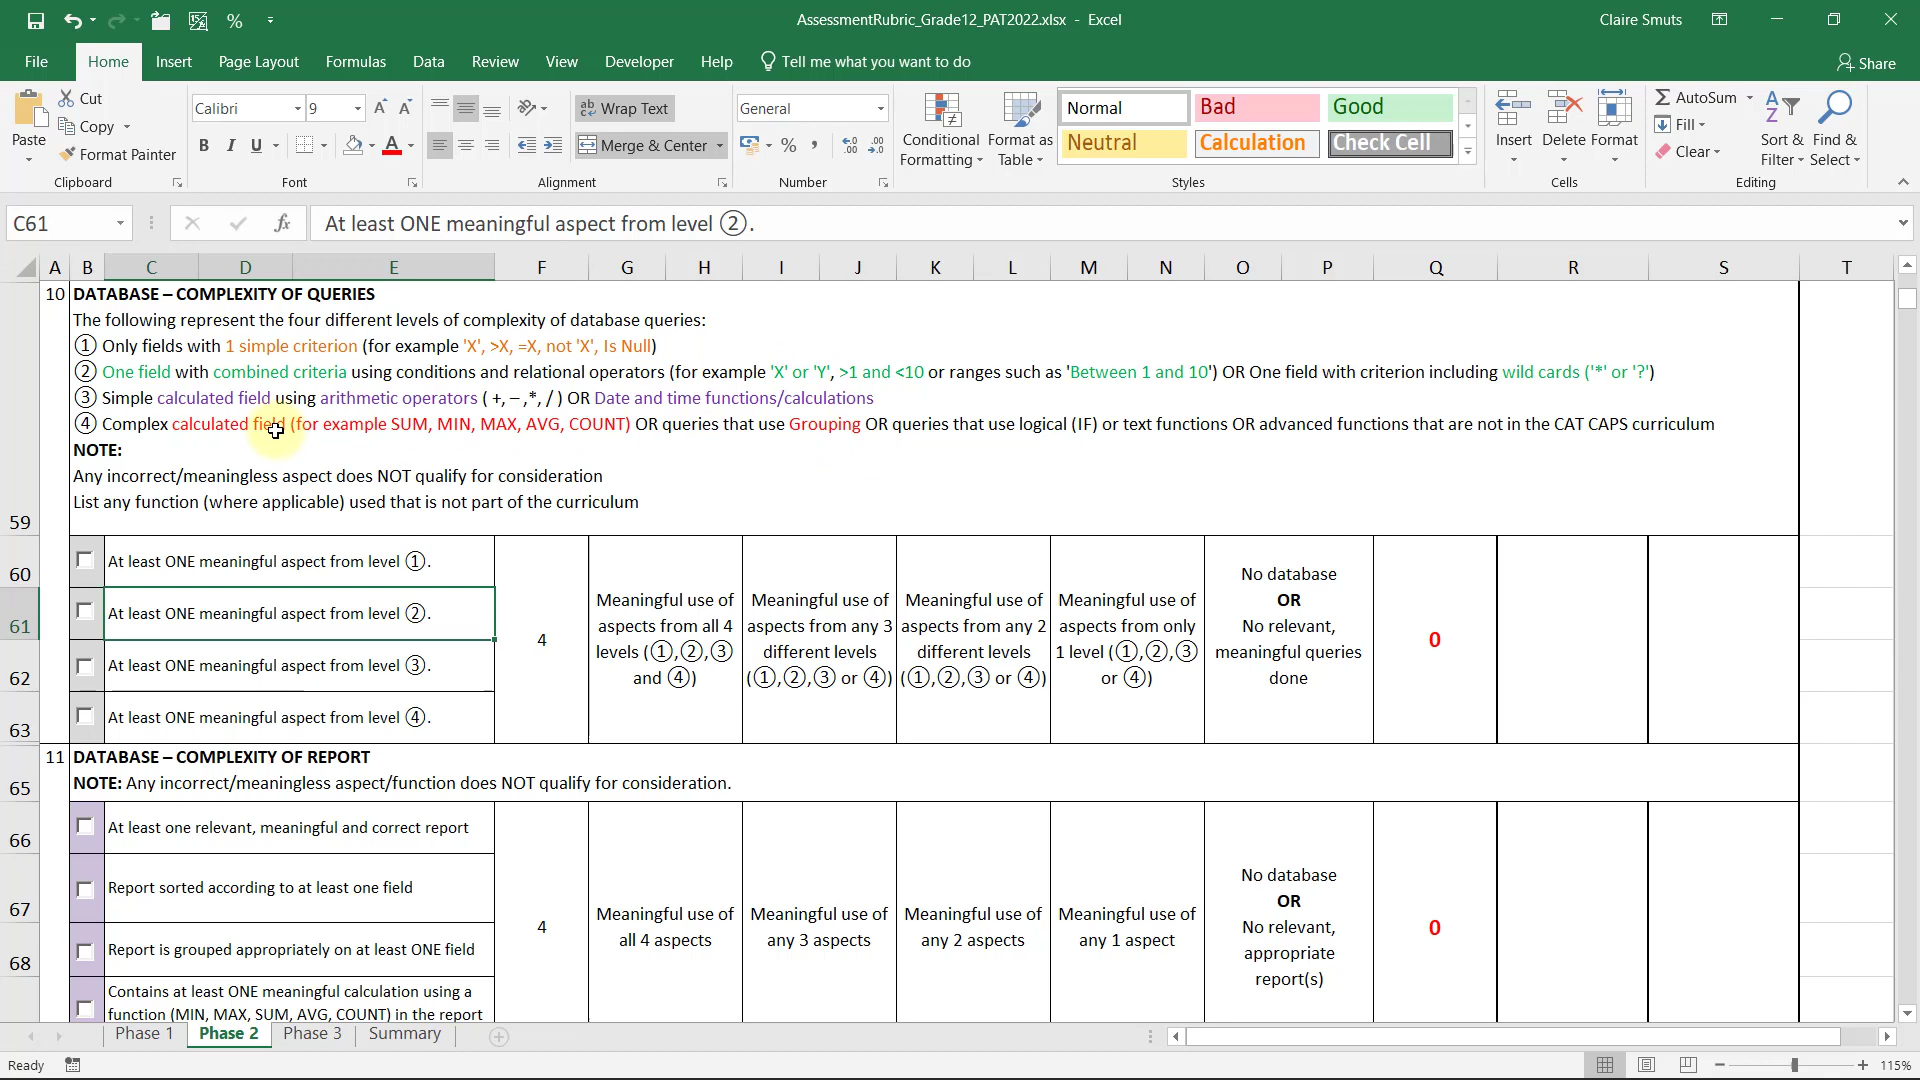 AssessmentRubric_Grade12_PAT2022.xlsx - Excel
Claire Smuts
File Home Insert Page Layout Formulas Data Review View Developer Help Tell me what you want to do Share
Paste
Cut
Copy
Format Painter
Clipboard
Calibri 9
B I U
Font
Wrap Text
Merge & Center
Alignment
General
Number
Conditional Formatting
Format as Table
Normal Bad Good
Neutral Calculation Check Cell
Styles
Insert Delete Format
Cells
AutoSum
Fill
Clear
Sort & Filter
Find & Select
Editing
C61 fx At least ONE meaningful aspect from level ②.
A B C D E F G H I J K L M N O P Q R S T
10 DATABASE – COMPLEXITY OF QUERIES
The following represent the four different levels of complexity of database queries:
① Only fields with 1 simple criterion (for example 'X', >X, =X, not 'X', Is Null)
② One field with combined criteria using conditions and relational operators (for example 'X' or 'Y', >1 and <10 or ranges such as 'Between 1 and 10') OR One field with criterion including wild cards ('*' or '?')
③ Simple calculated field using arithmetic operators ( +, – ,*, / ) OR Date and time functions/calculations
④ Complex calculated field (for example SUM, MIN, MAX, AVG, COUNT) OR queries that use Grouping OR queries that use logical (IF) or text functions OR advanced functions that are not in the CAT CAPS curriculum
NOTE:
Any incorrect/meaningless aspect does NOT qualify for consideration
List any function (where applicable) used that is not part of the curriculum
59
60 At least ONE meaningful aspect from level ①.
61 At least ONE meaningful aspect from level ②.
62 At least ONE meaningful aspect from level ③.
63 At least ONE meaningful aspect from level ④.
4
Meaningful use of
aspects from all 4
levels (①,②,③
and ④)
Meaningful use of
aspects from any 3
different levels
(①,②,③ or ④)
Meaningful use of
aspects from any 2
different levels
(①,②,③ or ④)
Meaningful use of
aspects from only
1 level (①,②,③
or ④)
No database
OR
No relevant,
meaningful queries
done
0
11 DATABASE – COMPLEXITY OF REPORT
65 NOTE: Any incorrect/meaningless aspect/function does NOT qualify for consideration.
66 At least one relevant, meaningful and correct report
67 Report sorted according to at least one field
68 Report is grouped appropriately on at least ONE field
Contains at least ONE meaningful calculation using a
function (MIN, MAX, SUM, AVG, COUNT) in the report
4
Meaningful use of
all 4 aspects
Meaningful use of
any 3 aspects
Meaningful use of
any 2 aspects
Meaningful use of
any 1 aspect
No database
OR
No relevant,
appropriate
report(s)
0
Phase 1 Phase 2 Phase 3 Summary
Ready 115%